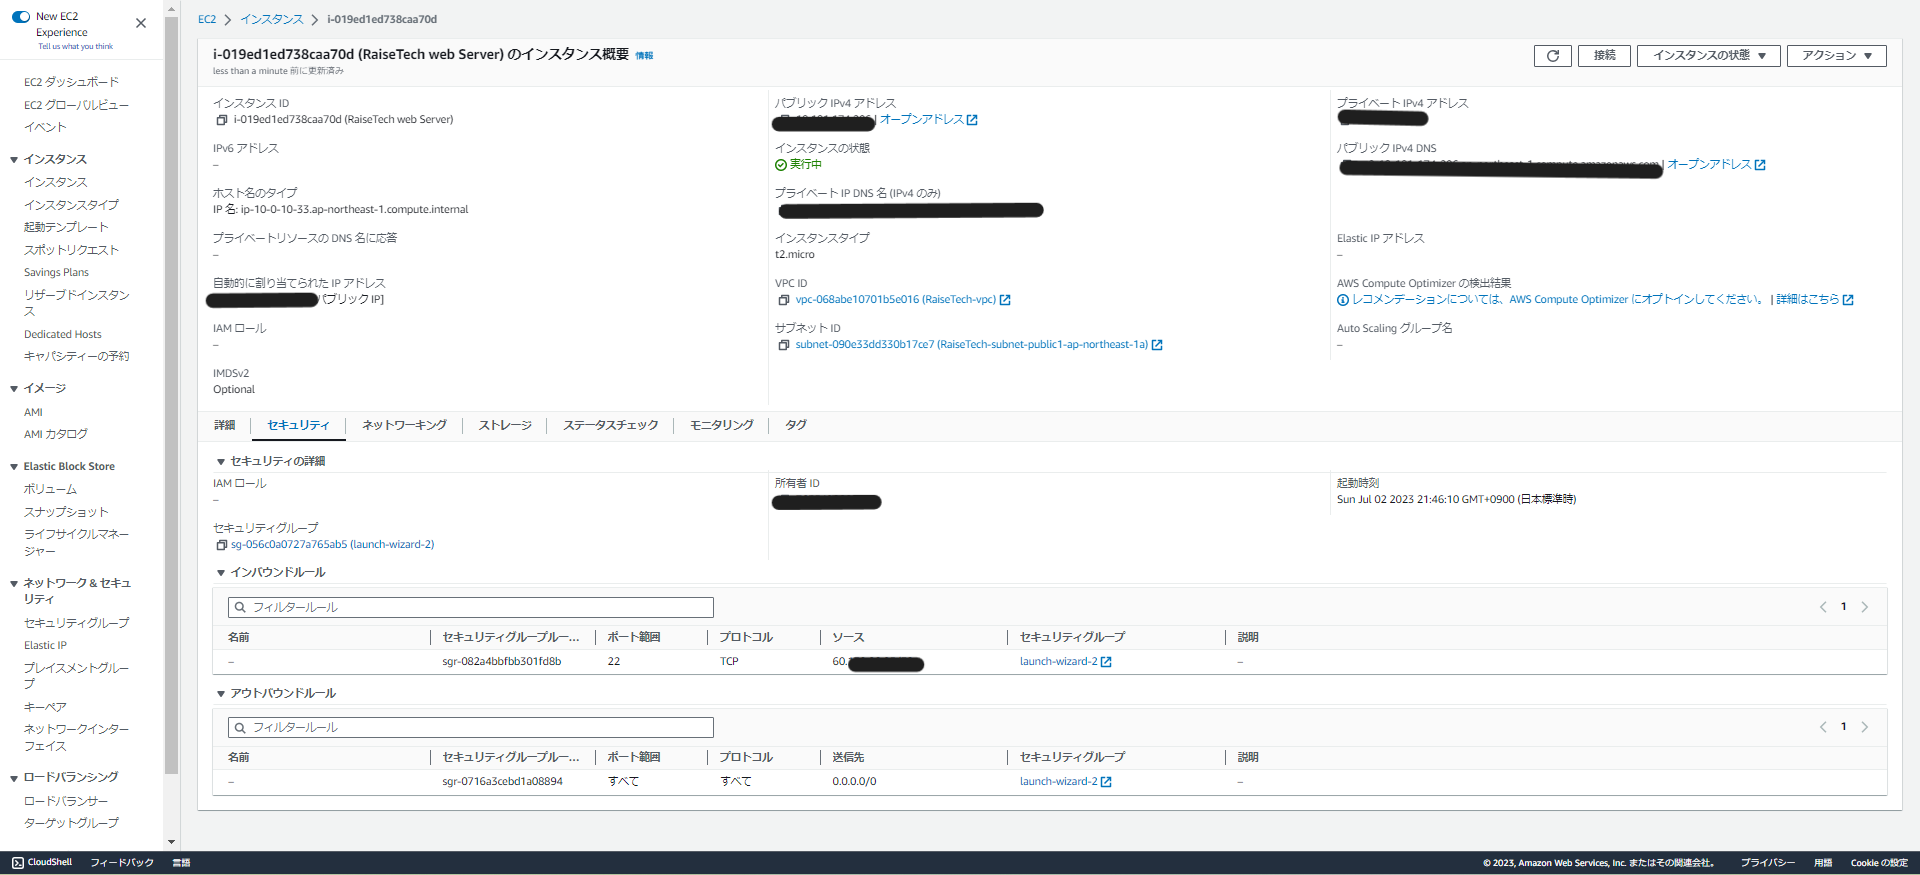 New EC2
Experience
Tell us what you think
EC2 ダッシュボード
EC2 グローバルビュー
イベント
インスタンス
インスタンス
インスタンスタイプ
起動テンプレート
スポットリクエスト
Savings Plans
リザーブドインスタン
ス
Dedicated Hosts
キャパシティーの予約
イメージ
AMI
AMI カタログ
Elastic Block Store
ボリューム
スナップショット
ライフサイクルマネー
ジャー
ネットワーク & セキュ
リティ
セキュリティグループ
Elastic IP
プレイスメントグルー
プ
キーペア
ネットワークインター
フェイス
ロードバランシング
ロードバランサー
ターゲットグループ
EC2 インスタンス i-019ed1ed738caa70d
i-019ed1ed738caa70d (RaiseTech web Server) のインスタンス概要 情報
less than a minute 前に更新済み
接続 インスタンスの状態 アクション
インスタンス ID
i-019ed1ed738caa70d (RaiseTech web Server)
IPv6 アドレス
–
ホスト名のタイプ
IP 名: ip-10-0-10-33.ap-northeast-1.compute.internal
プライベートリソースの DNS 名に応答
–
自動的に割り当てられた IP アドレス
パブリック IP]
IAM ロール
–
IMDSv2
Optional
パブリック IPv4 アドレス
| オープンアドレス
インスタンスの状態
実行中
プライベート IP DNS 名 (IPv4 のみ)
インスタンスタイプ
t2.micro
VPC ID
vpc-068abe10701b5e016 (RaiseTech-vpc)
サブネット ID
subnet-090e33dd330b17ce7 (RaiseTech-subnet-public1-ap-northeast-1a)
プライベート IPv4 アドレス
パブリック IPv4 DNS
| オープンアドレス
Elastic IP アドレス
–
AWS Compute Optimizer の検出結果
レコメンデーションについては、AWS Compute Optimizer にオプトインしてください。 | 詳細はこちら
Auto Scaling グループ名
–
詳細 セキュリティ ネットワーキング ストレージ ステータスチェック モニタリング タグ
セキュリティの詳細
IAM ロール
–
所有者 ID
起動時刻
Sun Jul 02 2023 21:46:10 GMT+0900 (日本標準時)
セキュリティグループ
sg-056c0a0727a765ab5 (launch-wizard-2)
インバウンドルール
フィルタールール
1
名前 セキュリティグループルー... ポート範囲 プロトコル ソース セキュリティグループ 説明
– sgr-082a4bbfbb301fd8b 22 TCP 60. launch-wizard-2 –
アウトバウンドルール
フィルタールール
1
名前 セキュリティグループルー... ポート範囲 プロトコル 送信先 セキュリティグループ 説明
– sgr-0716a3cebd1a08894 すべて すべて 0.0.0.0/0 launch-wizard-2 –
CloudShell フィードバック 言語
© 2023, Amazon Web Services, Inc. またはその関連会社。 プライバシー 用語 Cookie の設定